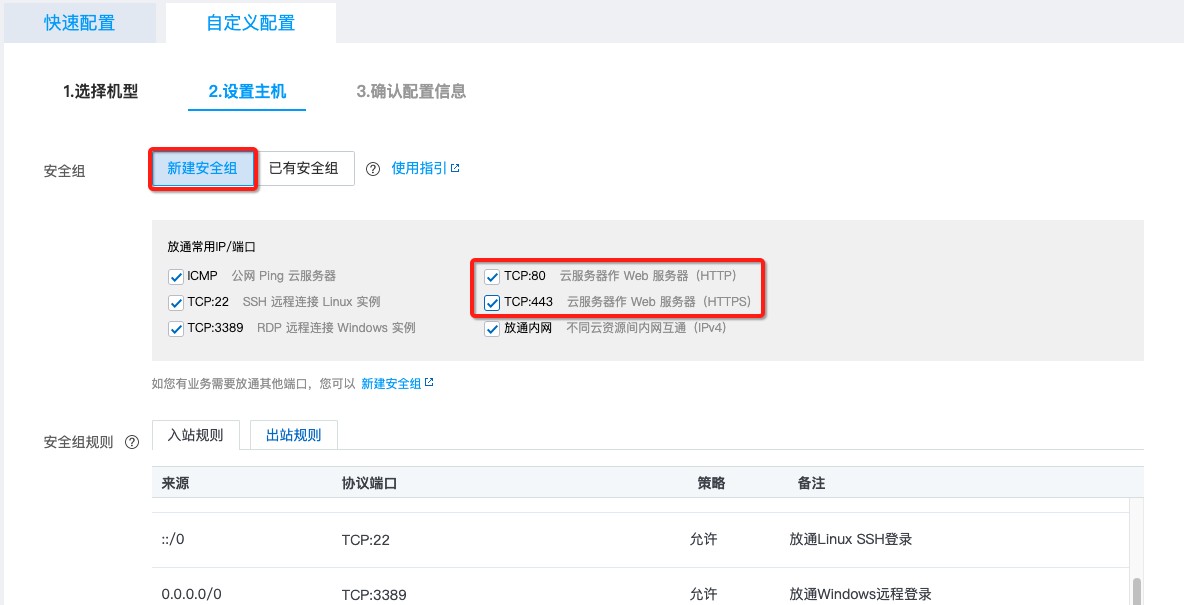 快速配置 自定义配置
1.选择机型 2.设置主机 3.确认配置信息
安全组 新建安全组 已有安全组 ? 使用指引
放通常用IP/端口
ICMP 公网 Ping 云服务器 TCP:80 云服务器作 Web 服务器（HTTP)
TCP:22 SSH 远程连接 Linux 实例 TCP:443 云服务器作 Web 服务器（HTTPS)
TCP:3389 RDP 远程连接 Windows 实例 放通内网 不同云资源间内网互通（IPv4)
如您有业务需要放通其他端口，您可以 新建安全组
安全组规则 ? 入站规则 出站规则
来源 协议端口 策略 备注
::/0 TCP:22 允许 放通Linux SSH登录
0.0.0.0/0 TCP:3389 允许 放通Windows远程登录